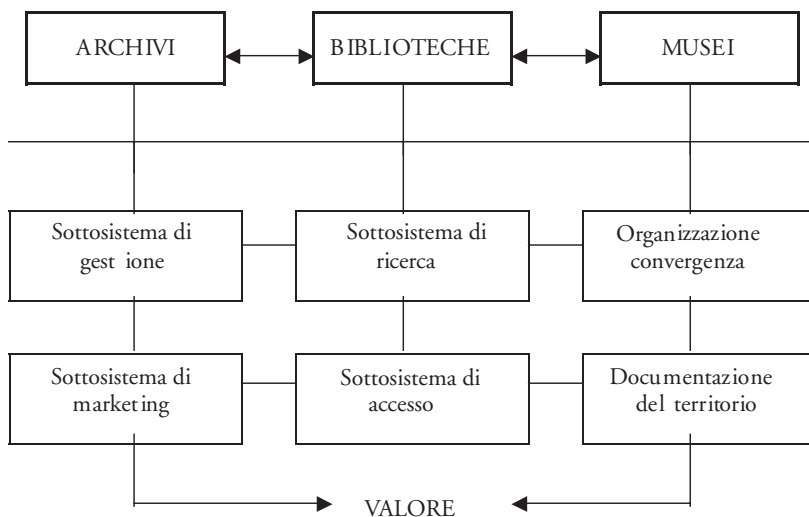 ARCHIVI
BIBLIOTECHE
MUSEI
Sottosistema di
gest ione
Sottosistema di
ricerca
Organizzazione
convergenza
Sottosistema di
marketing
Sottosistema di
accesso
Documentazione
del territorio
VALORE